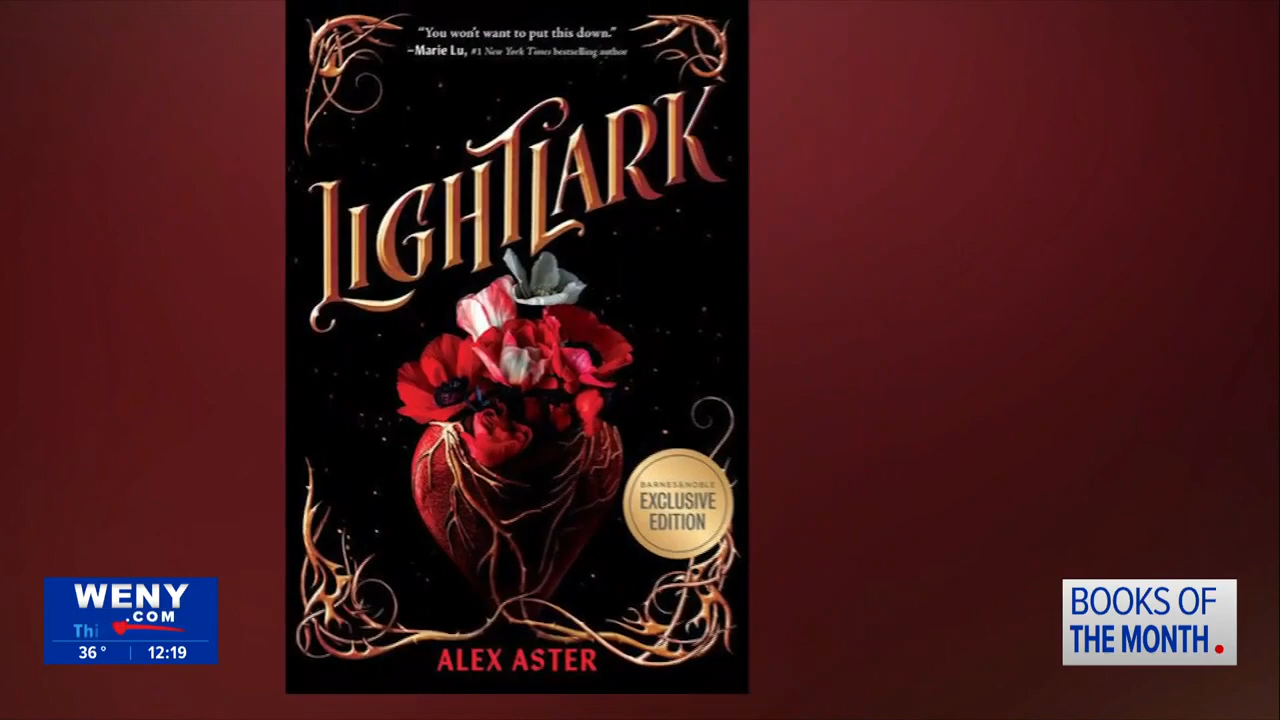 “You won’t want to put this down.”
–Marie Lu, #1 New York Times bestselling author
LIGHTLARK
BARNES&NOBLE
EXCLUSIVE
EDITION
ALEX ASTER
WENY
.COM
Thi
36° | 12:19
BOOKS OF
THE MONTH.